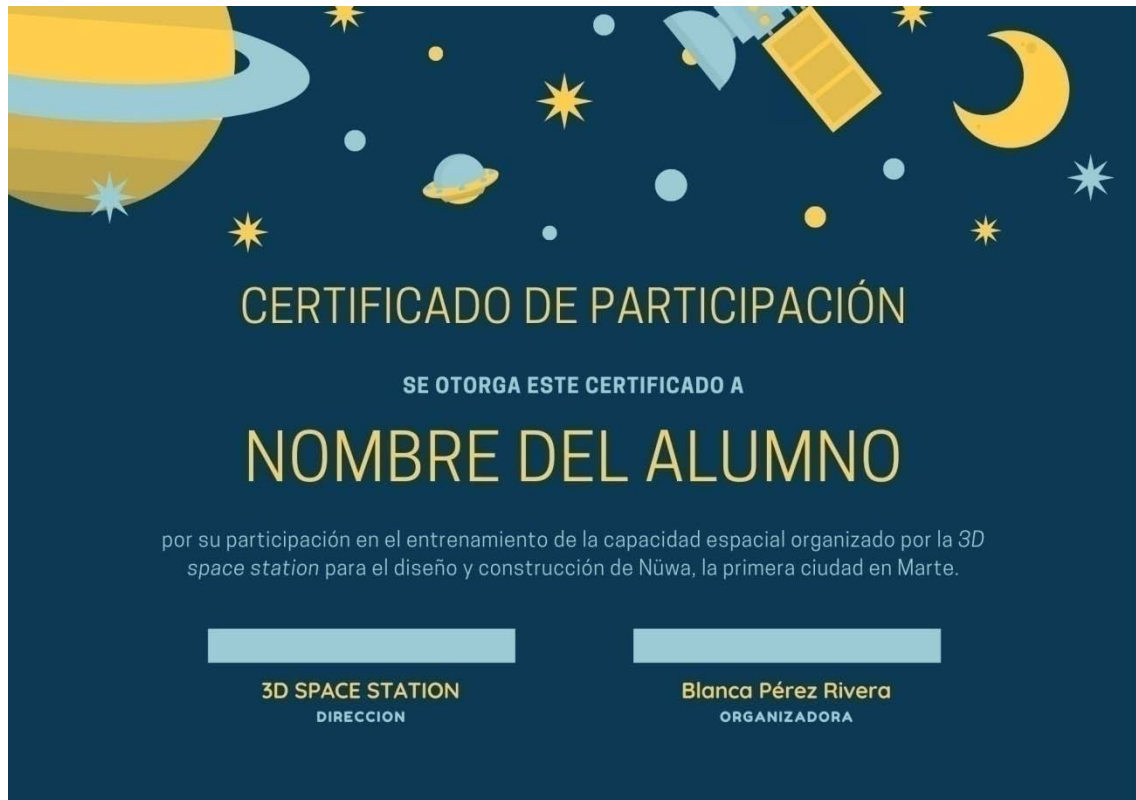 CERTIFICADO DE PARTICIPACIÓN
SE OTORGA ESTE CERTIFICADO A
NOMBRE DEL ALUMNO
por su participación en el entrenamiento de la capacidad espacial organizado por la 3D
space station para el diseño y construcción de Nüwa, la primera ciudad en Marte.
3D SPACE STATION
DIRECCION
Blanca Pérez Rivera
ORGANIZADORA